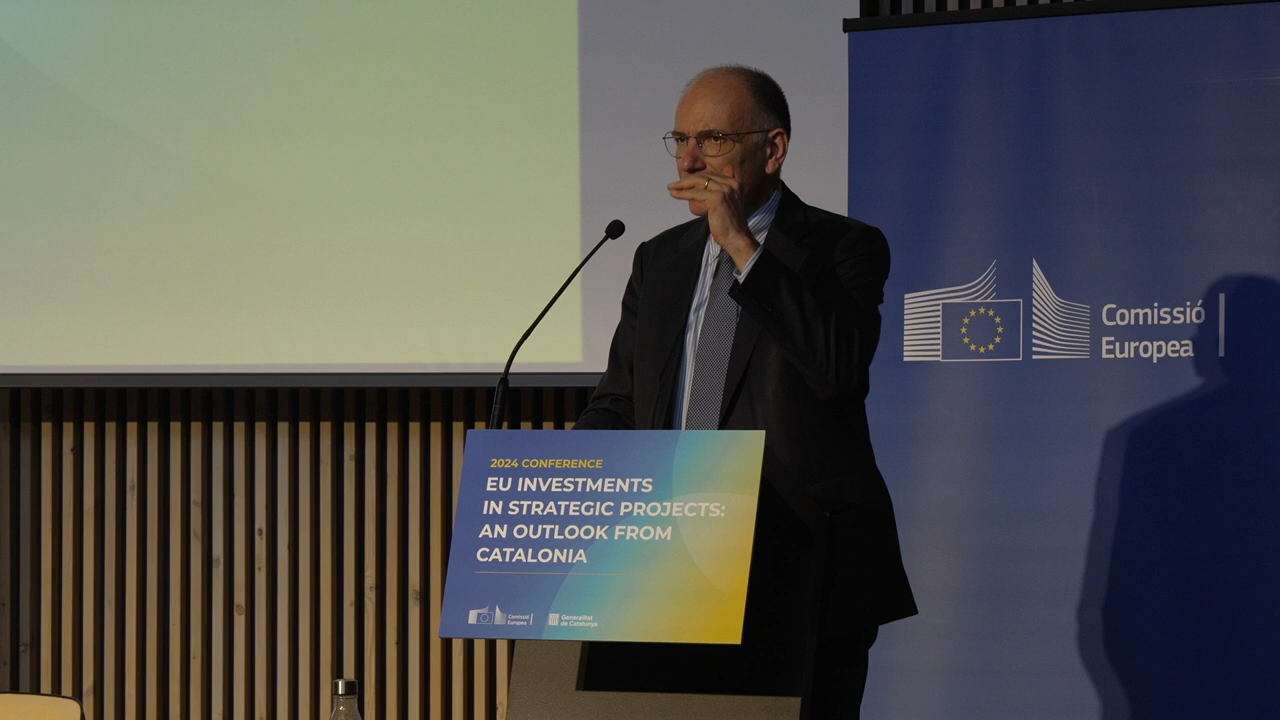 Comissió
Europea
2024 CONFERENCE
EU INVESTMENTS
IN STRATEGIC PROJECTS:
AN OUTLOOK FROM
CATALONIA
Comissió
Europea
Generalitat
de Catalunya